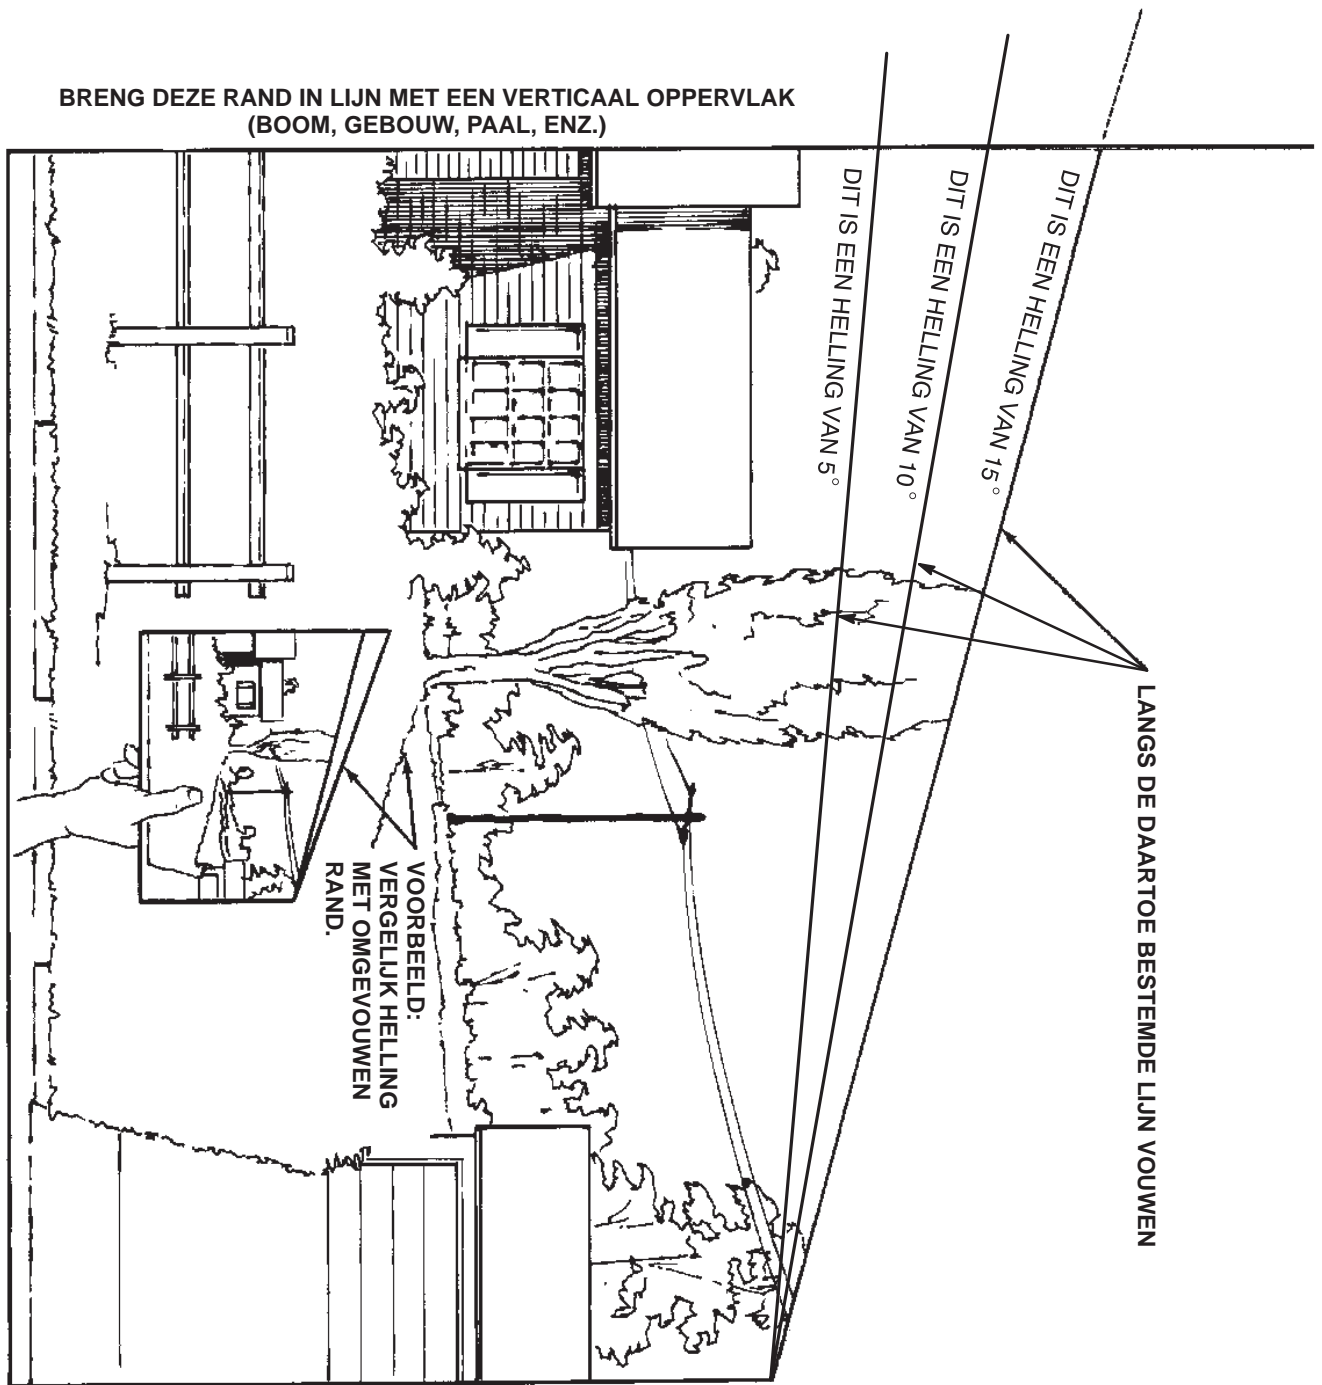 BRENG DEZE RAND IN LIJN MET EEN VERTICAAL OPPERVLAK
(BOOM, GEBOUW, PAAL, ENZ.)
DIT IS EEN HELLING VAN 5°
DIT IS EEN HELLING VAN 10°
DIT IS EEN HELLING VAN 15°
LANGS DE DAARTOE BESTEMDE LIJN VOUWEN
VOORBEELD:
VERGELIJK HELLING
MET OMGEVOUWEN
RAND.